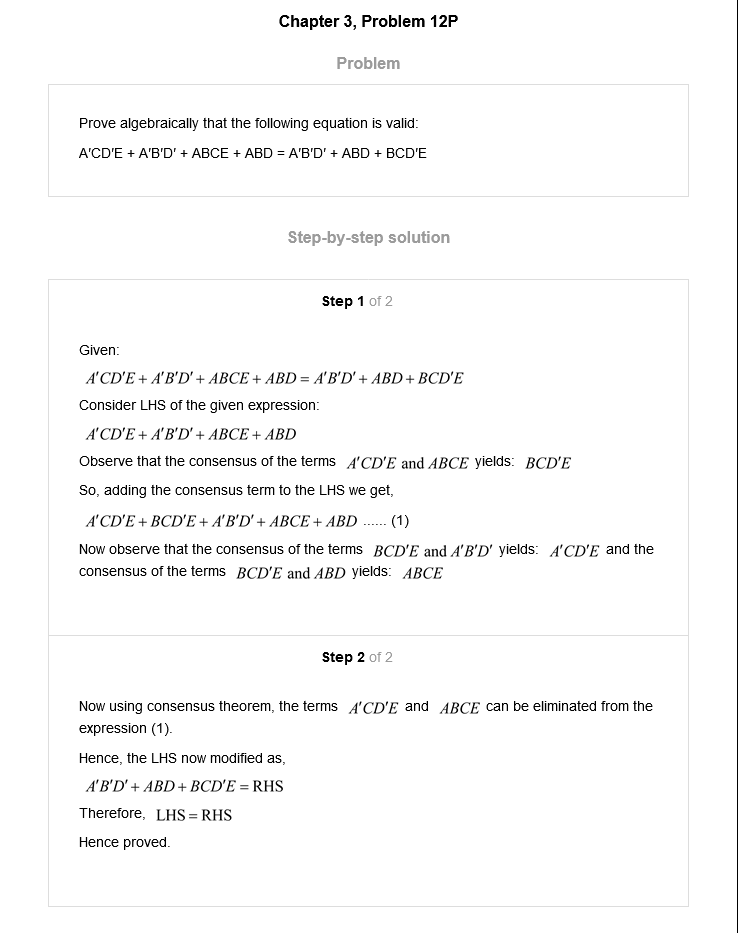 Chapter 3, Problem 12P
Problem
Prove algebraically that the following equation is valid:
A'CD'E + A'B'D' + ABCE + ABD = A'B'D' + ABD + BCD'E
Step-by-step solution
Step 1 of 2
Given:
A'CD'E + A'B'D' + ABCE + ABD = A'B'D' + ABD + BCD'E
Consider LHS of the given expression:
A'CD'E + A'B'D' + ABCE + ABD
Observe that the consensus of the terms A'CD'E and ABCE yields: BCD'E
So, adding the consensus term to the LHS we get,
A'CD'E + BCD'E + A'B'D' + ABCE + ABD ...... (1)
Now observe that the consensus of the terms BCD'E and A'B'D' yields: A'CD'E and the
consensus of the terms BCD'E and ABD yields: ABCE
Step 2 of 2
Now using consensus theorem, the terms A'CD'E and ABCE can be eliminated from the
expression (1).
Hence, the LHS now modified as,
A'B'D' + ABD + BCD'E = RHS
Therefore, LHS = RHS
Hence proved.